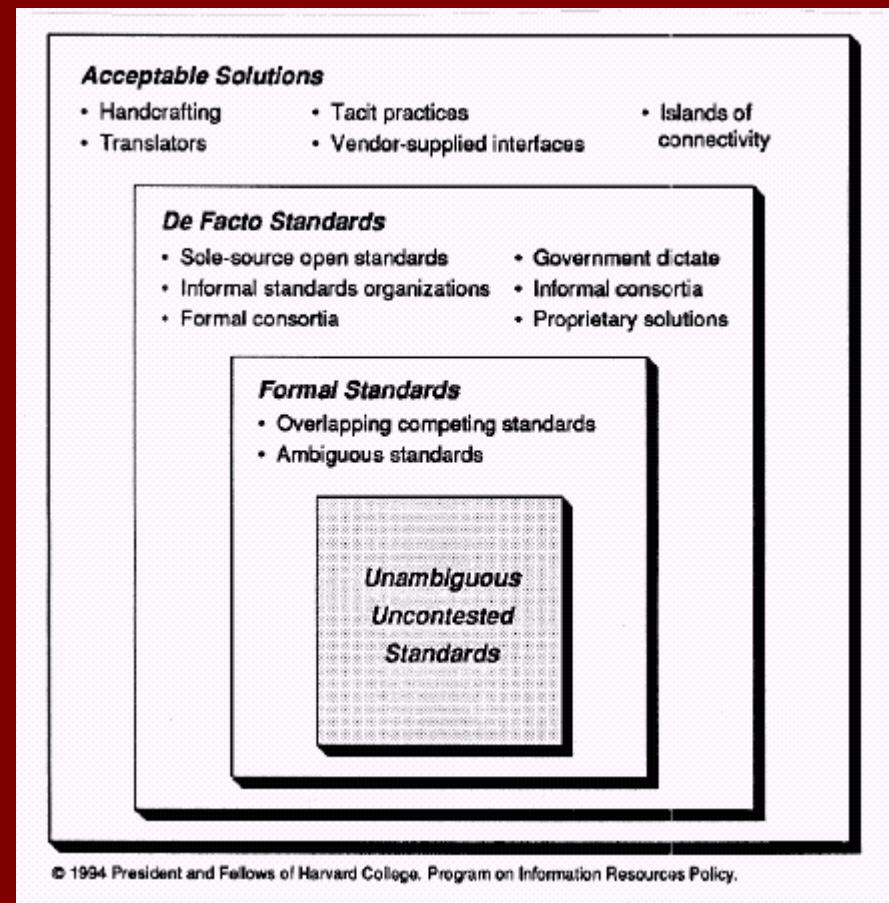 Acceptable Solutions
• Handcrafting
• Translators
• Tacit practices
• Vendor-supplied interfaces
• Islands of
connectivity
De Facto Standards
• Sole-source open standards
• Informal standards organizations
• Formal consortia
• Government dictate
• Informal consortia
• Proprietary solutions
Formal Standards
• Overlapping competing standards
• Ambiguous standards
Unambiguous
Uncontested
Standards
© 1994 President and Fellows of Harvard College. Program on Information Resources Policy.